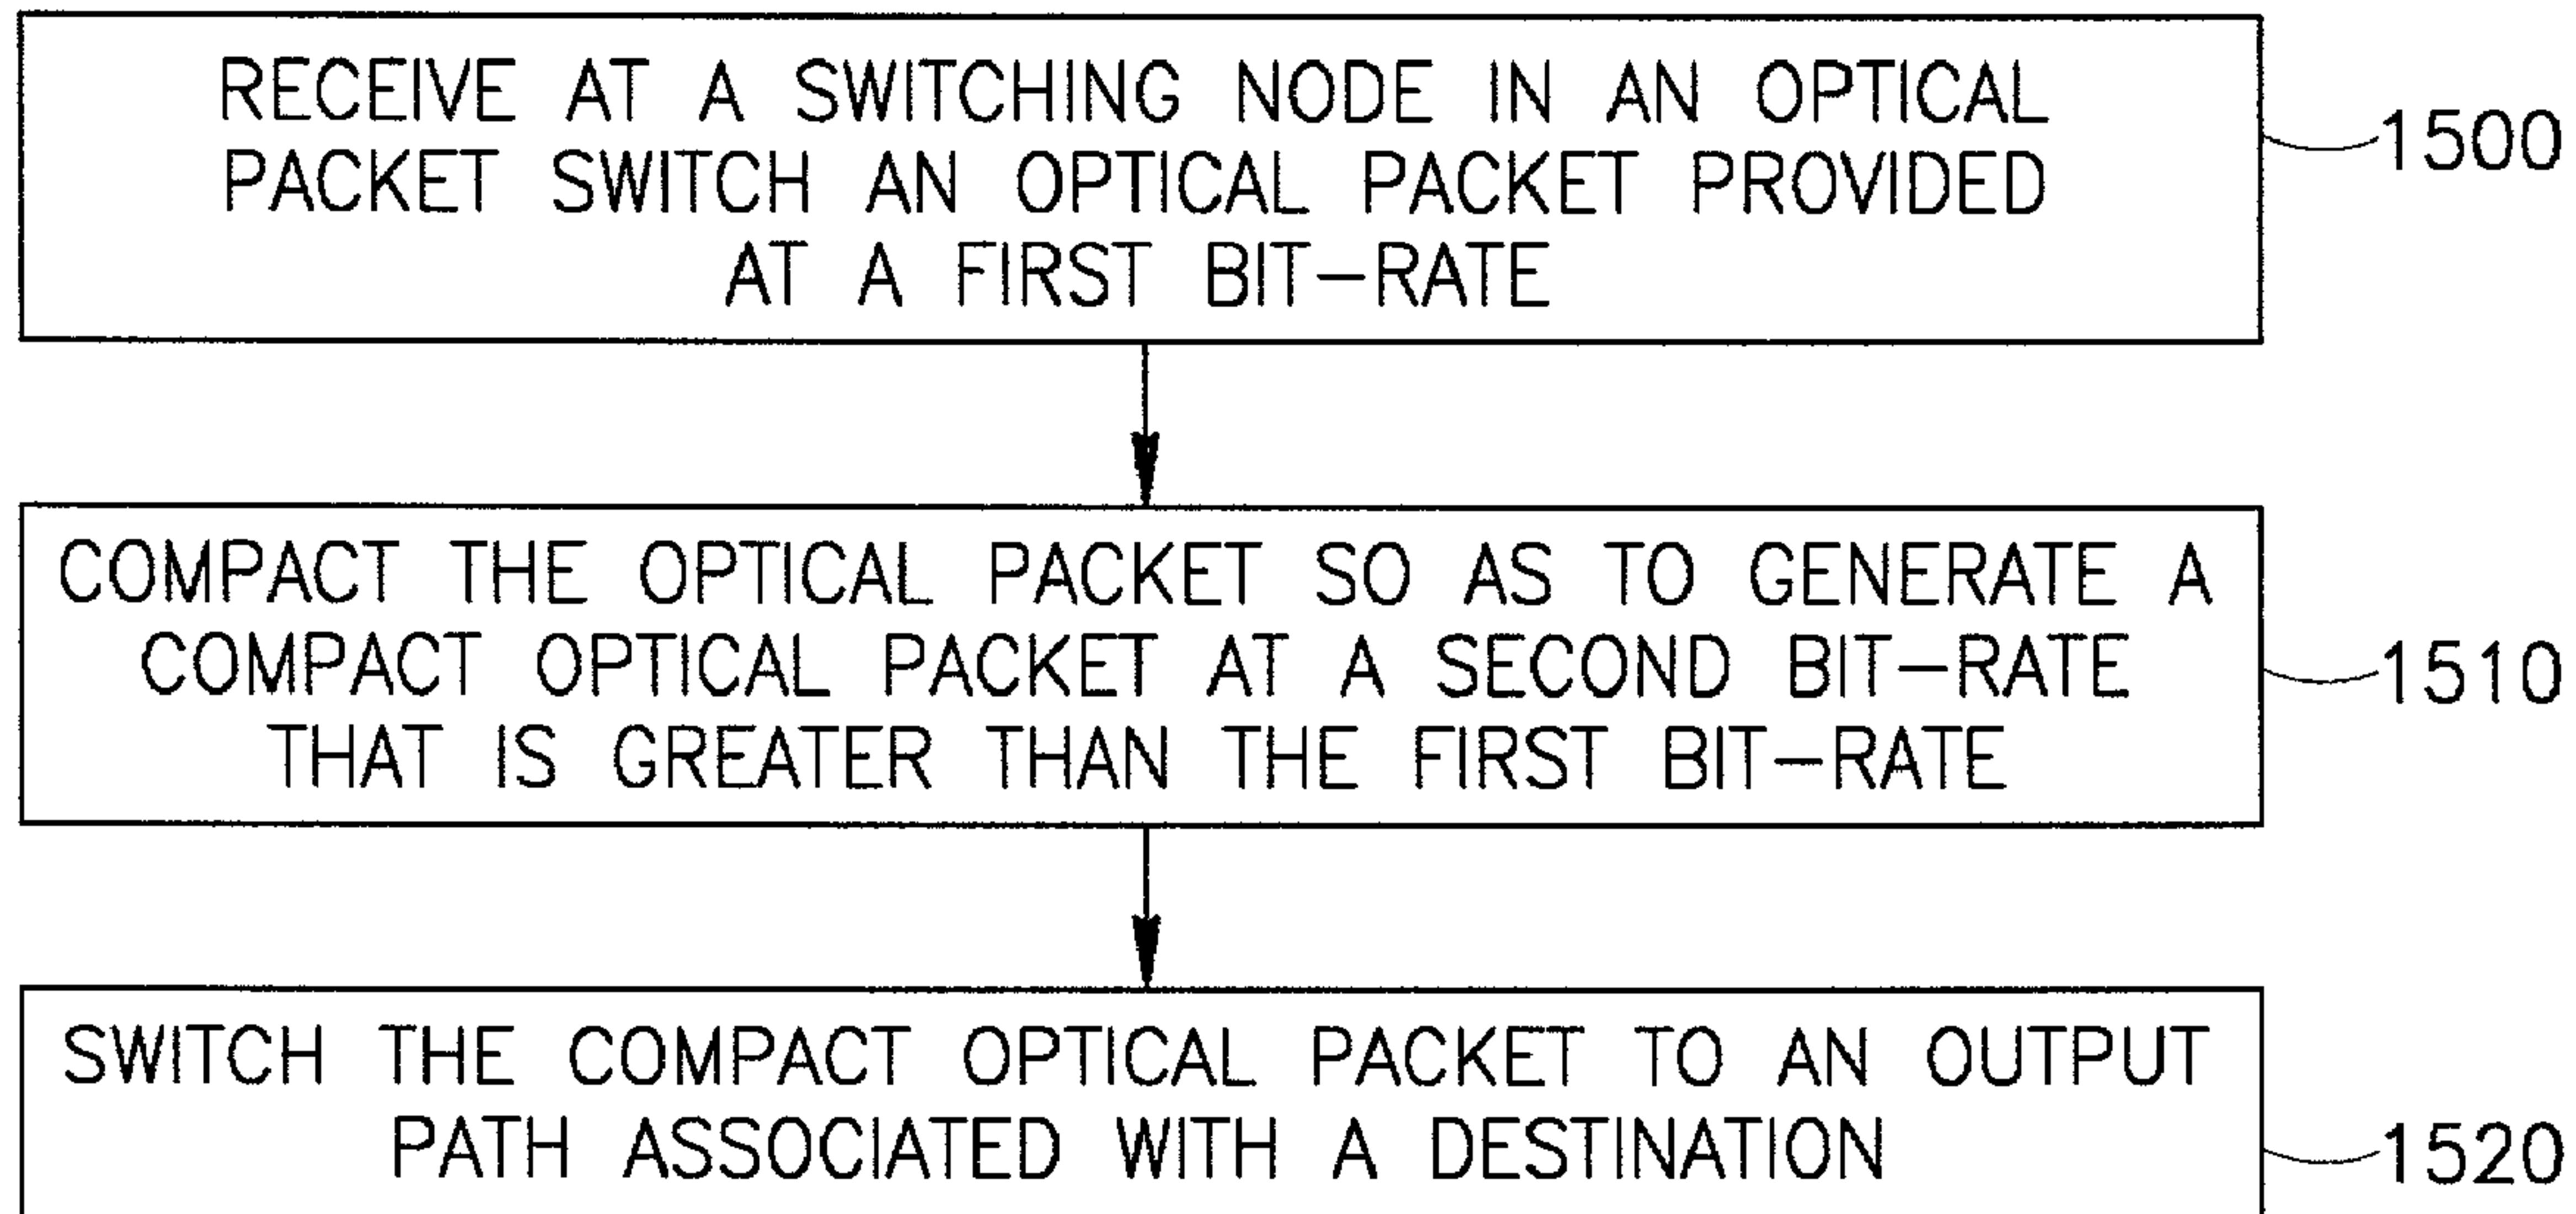 RECEIVE AT A SWITCHING NODE IN AN OPTICAL
PACKET SWITCH AN OPTICAL PACKET PROVIDED
AT A FIRST BIT-RATE
1500
COMPACT THE OPTICAL PACKET SO AS TO GENERATE A
COMPACT OPTICAL PACKET AT A SECOND BIT-RATE
THAT IS GREATER THAN THE FIRST BIT-RATE
1510
SWITCH THE COMPACT OPTICAL PACKET TO AN OUTPUT
PATH ASSOCIATED WITH A DESTINATION
1520